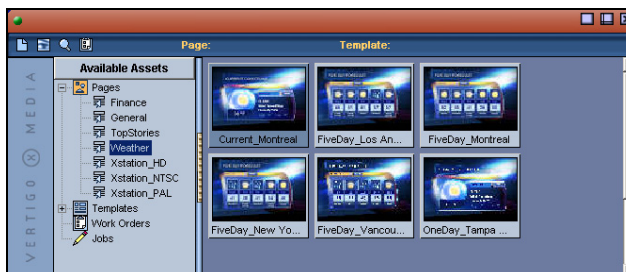 Page: Template:
VERTIGO X MEDIA
Available Assets
Pages
Finance
General
TopStories
Weather
Xstation_HD
Xstation_NTSC
Xstation_PAL
Templates
Work Orders
Jobs
Current_Montreal
FiveDay_Los An...
FiveDay_Montreal
FiveDay_New Yo...
FiveDay_Vancou...
OneDay_Tampa ...